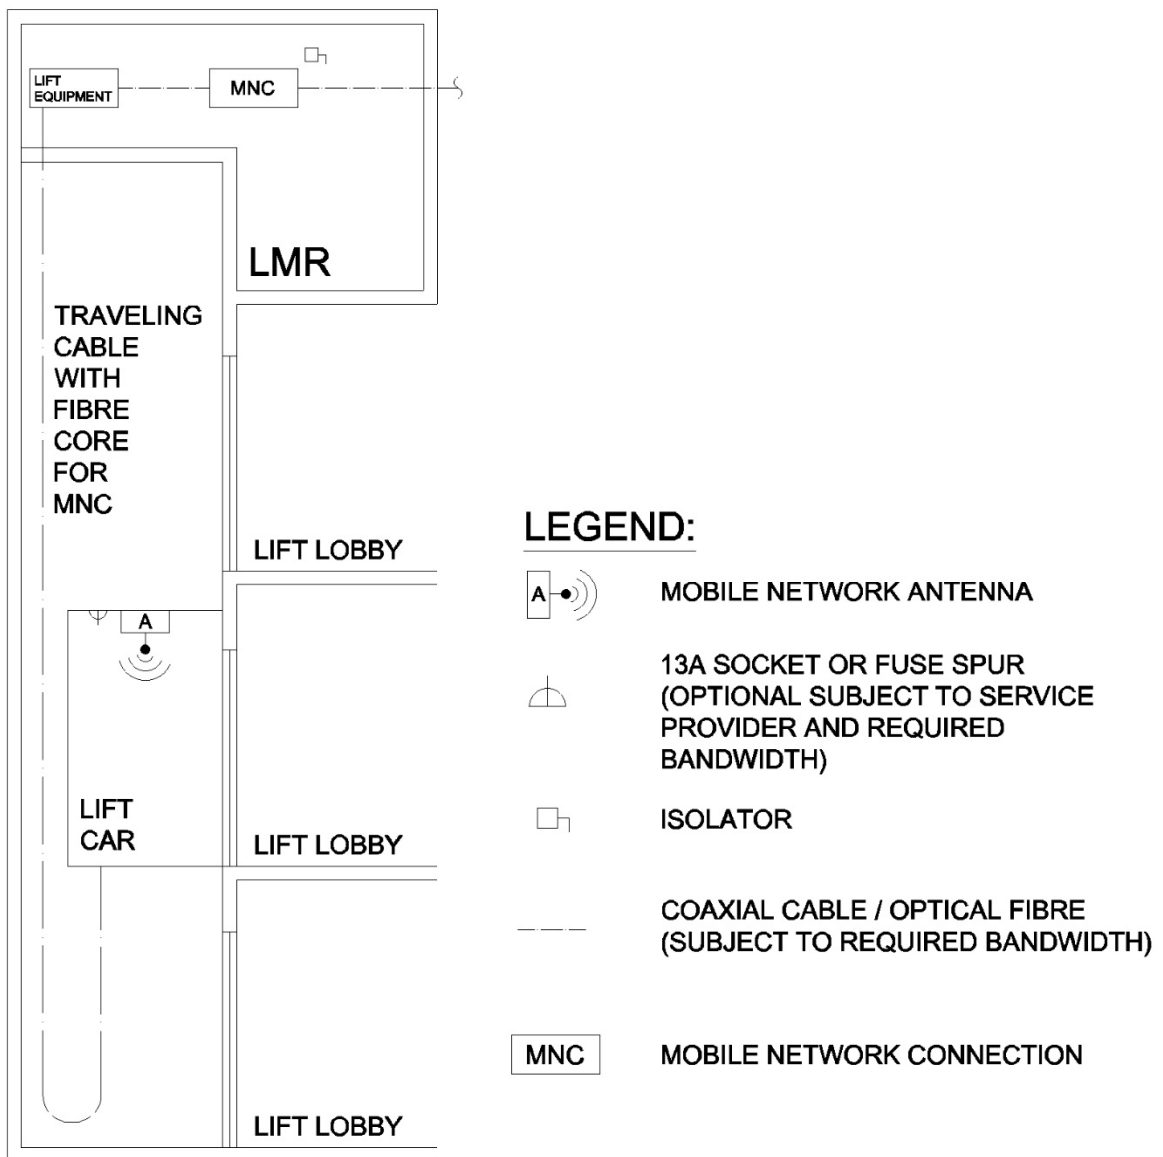 LIFT
EQUIPMENT
MNC
LMR
TRAVELING
CABLE
WITH
FIBRE
CORE
FOR
MNC
LIFT LOBBY
A
LIFT
CAR
LIFT LOBBY
LIFT LOBBY
LEGEND:
A
MOBILE NETWORK ANTENNA
13A SOCKET OR FUSE SPUR
(OPTIONAL SUBJECT TO SERVICE
PROVIDER AND REQUIRED
BANDWIDTH)
ISOLATOR
COAXIAL CABLE / OPTICAL FIBRE
(SUBJECT TO REQUIRED BANDWIDTH)
MNC
MOBILE NETWORK CONNECTION